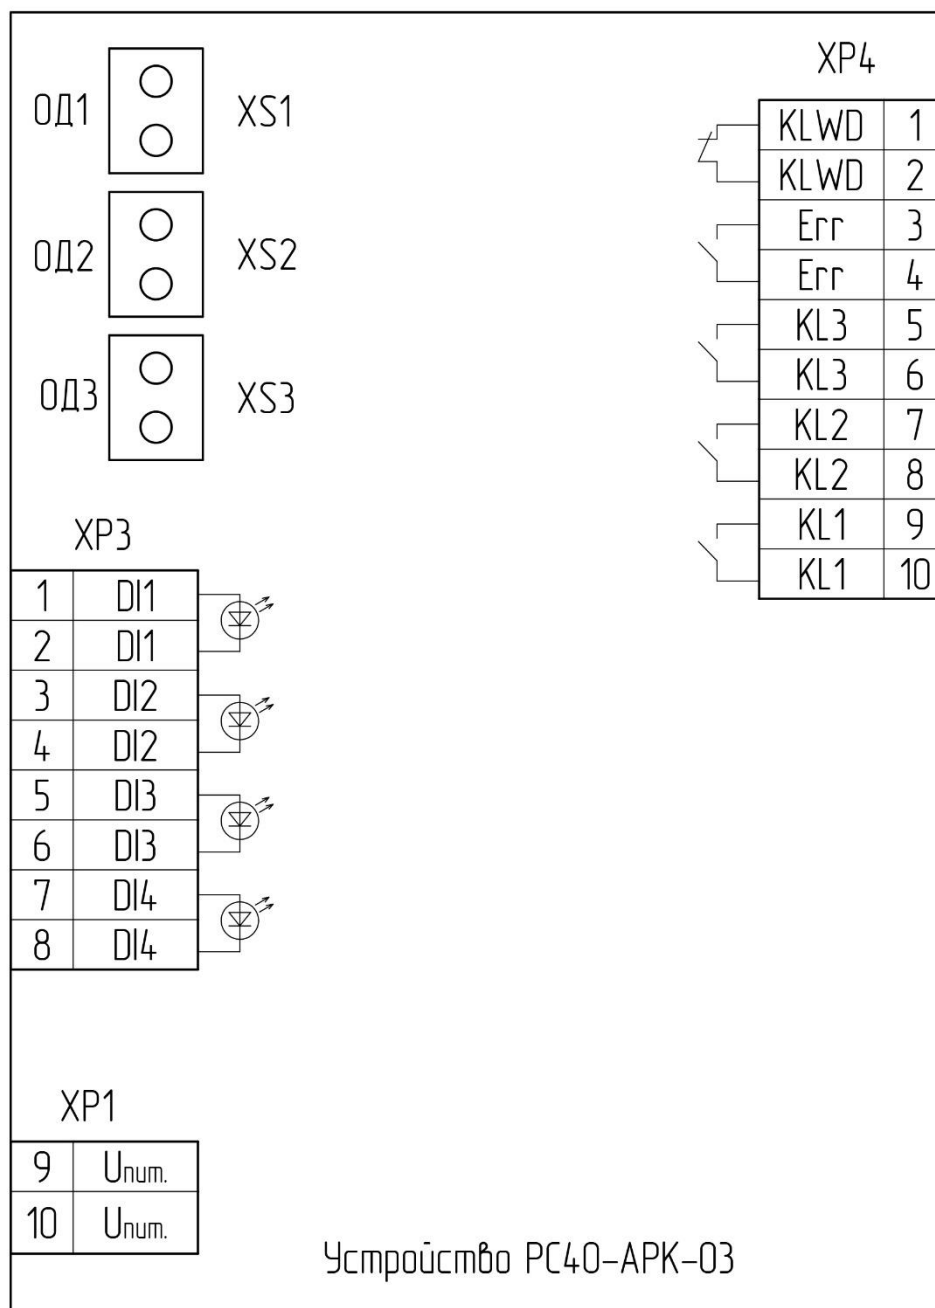 ОД1
XS1
ОД2
XS2
ОД3
XS3
XP4
KLWD 1
KLWD 2
Err 3
Err 4
KL3 5
KL3 6
KL2 7
KL2 8
KL1 9
KL1 10
XP3
1 DI1
2 DI1
3 DI2
4 DI2
5 DI3
6 DI3
7 DI4
8 DI4
XP1
9 Uпит.
10 Uпит.
Устройство РС40-АРК-03